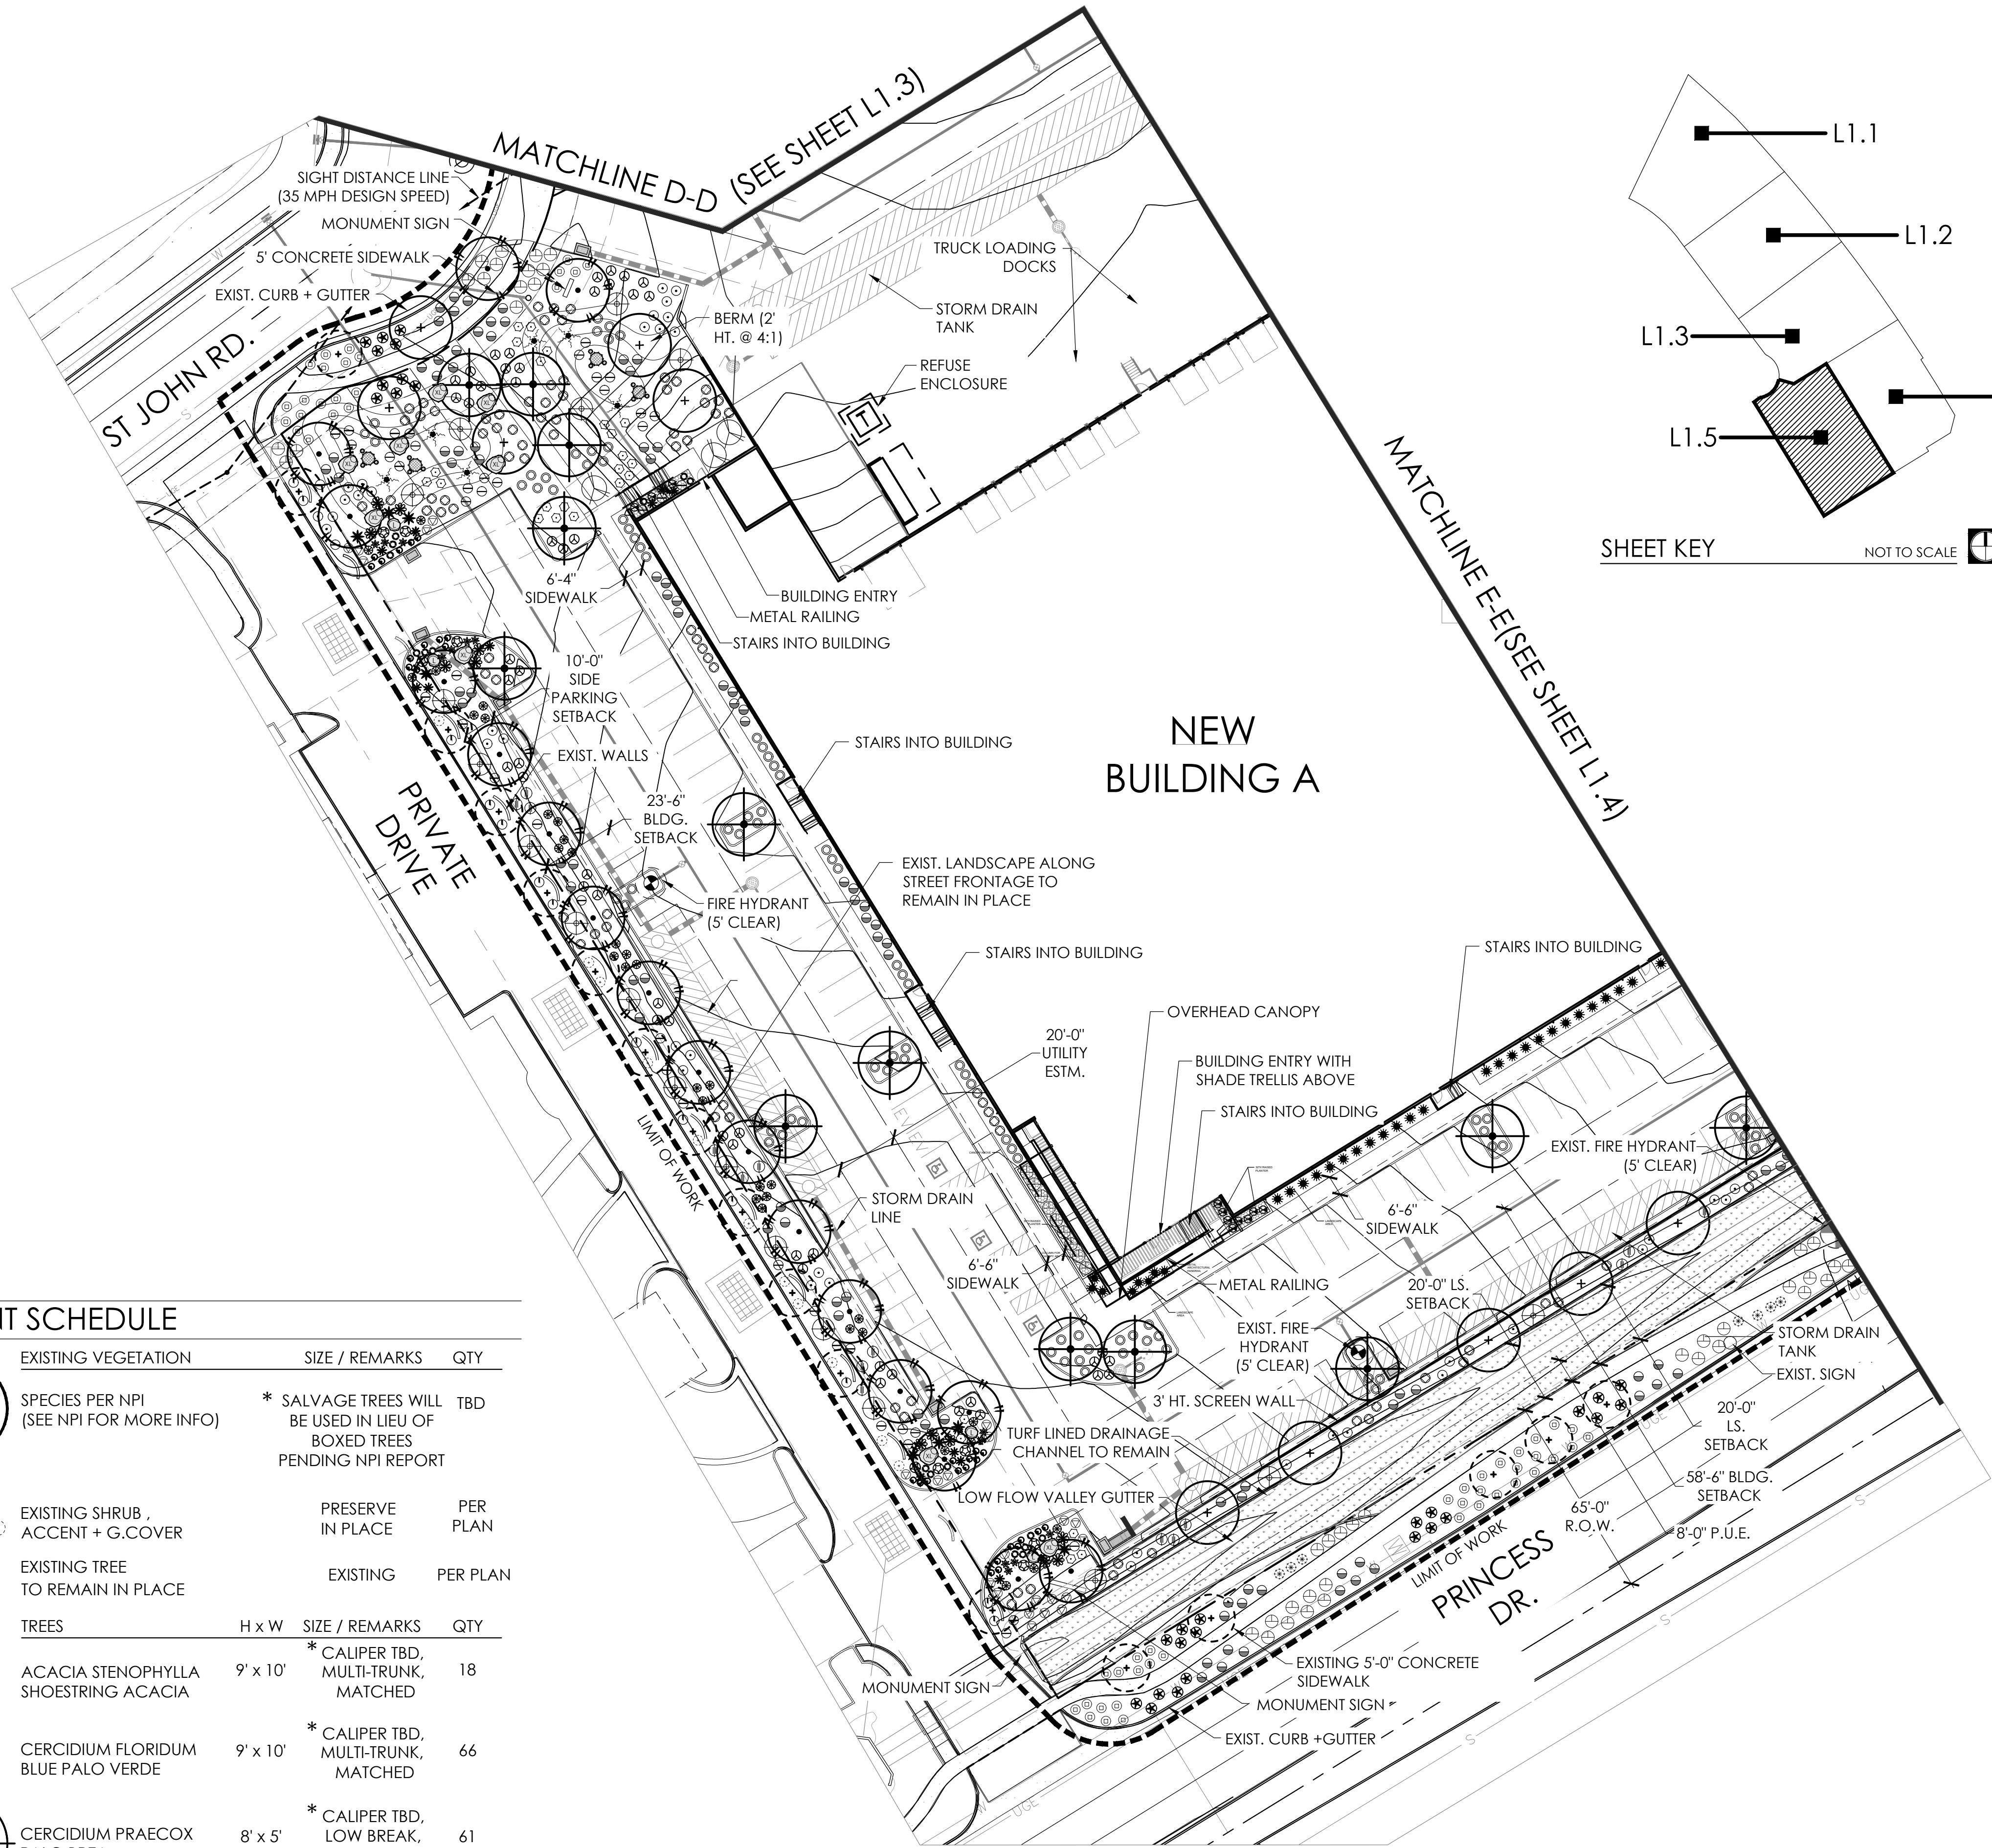 MATCHLINE D-D (SEE SHEET L1.3)
SIGHT DISTANCE LINE
(35 MPH DESIGN SPEED)
MONUMENT SIGN
5' CONCRETE SIDEWALK
EXIST. CURB + GUTTER
ST JOHN RD.
BERM (2'
HT. @ 4:1)
TRUCK LOADING
DOCKS
STORM DRAIN
TANK
REFUSE
ENCLOSURE
L1.1
L1.2
L1.3
L1.5
SHEET KEY
NOT TO SCALE
MATCHLINE E-E(SEE SHEET L1.4)
6'-4"
SIDEWALK
BUILDING ENTRY
METAL RAILING
STAIRS INTO BUILDING
10'-0"
SIDE
PARKING
SETBACK
EXIST. WALLS
23'-6"
BLDG.
SETBACK
PRIVATE
DRIVE
STAIRS INTO BUILDING
NEW
BUILDING A
EXIST. LANDSCAPE ALONG
STREET FRONTAGE TO
REMAIN IN PLACE
FIRE HYDRANT
(5' CLEAR)
STAIRS INTO BUILDING
STAIRS INTO BUILDING
OVERHEAD CANOPY
20'-0"
UTILITY
ESTM.
BUILDING ENTRY WITH
SHADE TRELLIS ABOVE
STAIRS INTO BUILDING
LIMIT OF WORK
EXIST. FIRE HYDRANT
(5' CLEAR)
STORM DRAIN
LINE
6'-6"
SIDEWALK
6'-6"
SIDEWALK
METAL RAILING
20'-0" LS.
SETBACK
EXIST. FIRE
HYDRANT
(5' CLEAR)
3' HT. SCREEN WALL
TURF LINED DRAINAGE
CHANNEL TO REMAIN
LOW FLOW VALLEY GUTTER
STORM DRAIN
TANK
EXIST. SIGN
20'-0"
LS.
SETBACK
58'-6" BLDG.
SETBACK
65'-0"
R.O.W.
8'-0" P.U.E.
LIMIT OF WORK
PRINCESS
DR.
MONUMENT SIGN
EXISTING 5'-0" CONCRETE
SIDEWALK
MONUMENT SIGN
EXIST. CURB +GUTTER
UGE
T SCHEDULE
EXISTING VEGETATION SIZE / REMARKS QTY
SPECIES PER NPI * SALVAGE TREES WILL TBD
(SEE NPI FOR MORE INFO) BE USED IN LIEU OF
BOXED TREES
PENDING NPI REPORT
EXISTING SHRUB , PRESERVE PER
ACCENT + G.COVER IN PLACE PLAN
EXISTING TREE
TO REMAIN IN PLACE EXISTING PER PLAN
TREES H x W SIZE / REMARKS QTY
* CALIPER TBD,
ACACIA STENOPHYLLA 9' x 10' MULTI-TRUNK, 18
SHOESTRING ACACIA MATCHED
* CALIPER TBD,
CERCIDIUM FLORIDUM 9' x 10' MULTI-TRUNK, 66
BLUE PALO VERDE MATCHED
* CALIPER TBD,
CERCIDIUM PRAECOX 8' x 5' LOW BREAK, 61